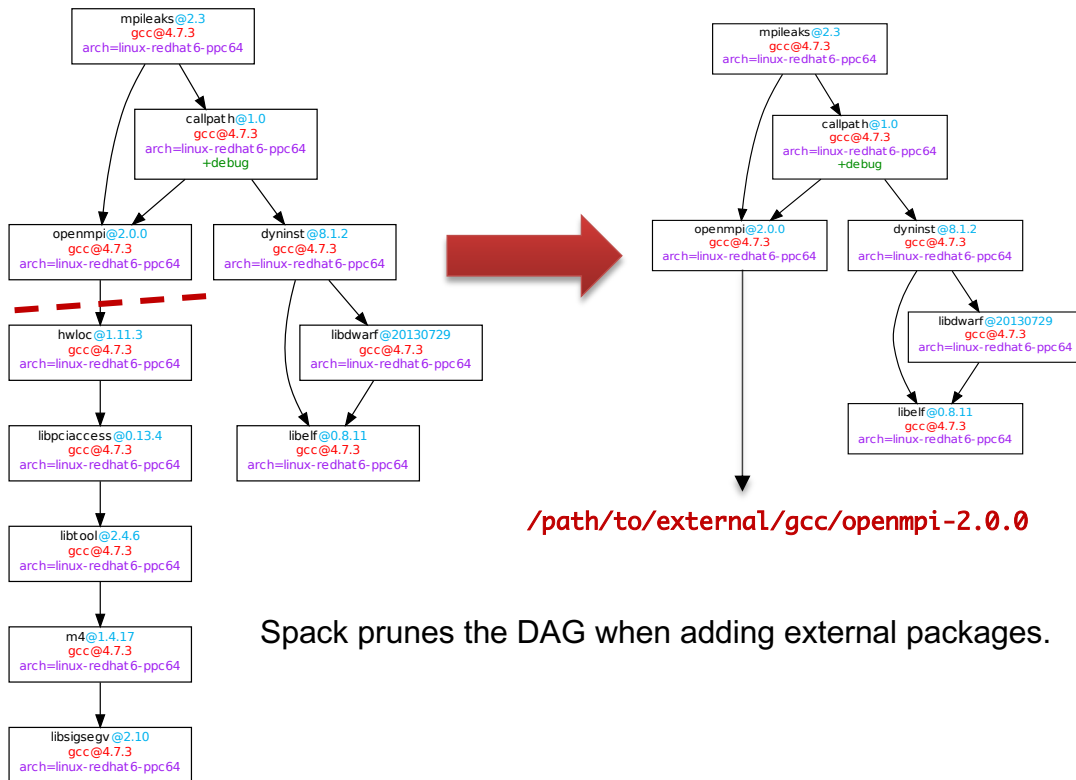 mpileaks@2.3
gcc@4.7.3
arch=linux-redhat6-ppc64
callpath@1.0
gcc@4.7.3
arch=linux-redhat6-ppc64
+debug
openmpi@2.0.0
gcc@4.7.3
arch=linux-redhat6-ppc64
dyninst@8.1.2
gcc@4.7.3
arch=linux-redhat6-ppc64
hwloc@1.11.3
gcc@4.7.3
arch=linux-redhat6-ppc64
libdwarf@20130729
gcc@4.7.3
arch=linux-redhat6-ppc64
libpciaccess@0.13.4
gcc@4.7.3
arch=linux-redhat6-ppc64
libelf@0.8.11
gcc@4.7.3
arch=linux-redhat6-ppc64
libtool@2.4.6
gcc@4.7.3
arch=linux-redhat6-ppc64
m4@1.4.17
gcc@4.7.3
arch=linux-redhat6-ppc64
libsigsegv@2.10
gcc@4.7.3
arch=linux-redhat6-ppc64
mpileaks@2.3
gcc@4.7.3
arch=linux-redhat6-ppc64
callpath@1.0
gcc@4.7.3
arch=linux-redhat6-ppc64
+debug
openmpi@2.0.0
gcc@4.7.3
arch=linux-redhat6-ppc64
dyninst@8.1.2
gcc@4.7.3
arch=linux-redhat6-ppc64
libdwarf@20130729
gcc@4.7.3
arch=linux-redhat6-ppc64
libelf@0.8.11
gcc@4.7.3
arch=linux-redhat6-ppc64
/path/to/external/gcc/openmpi-2.0.0
Spack prunes the DAG when adding external packages.